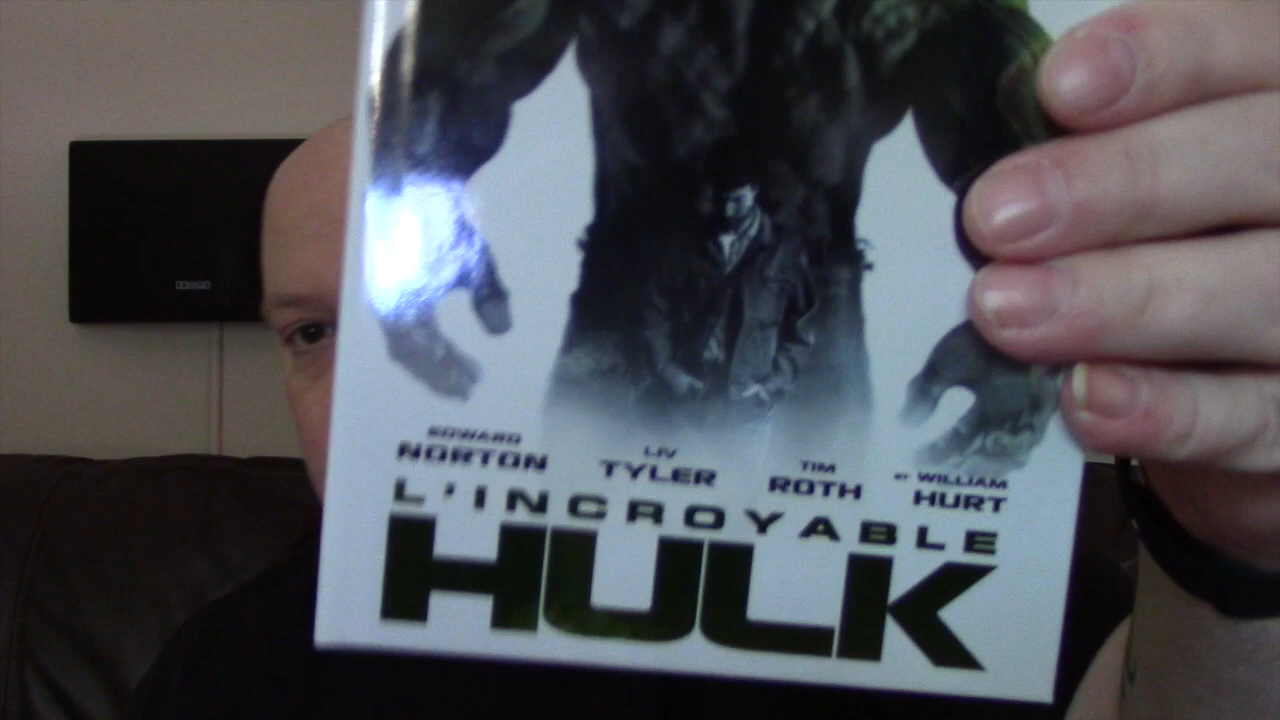 EDWARD NORTON
LIV TYLER
TIM ROTH
ET WILLIAM HURT
L'INCROYABLE
HULK